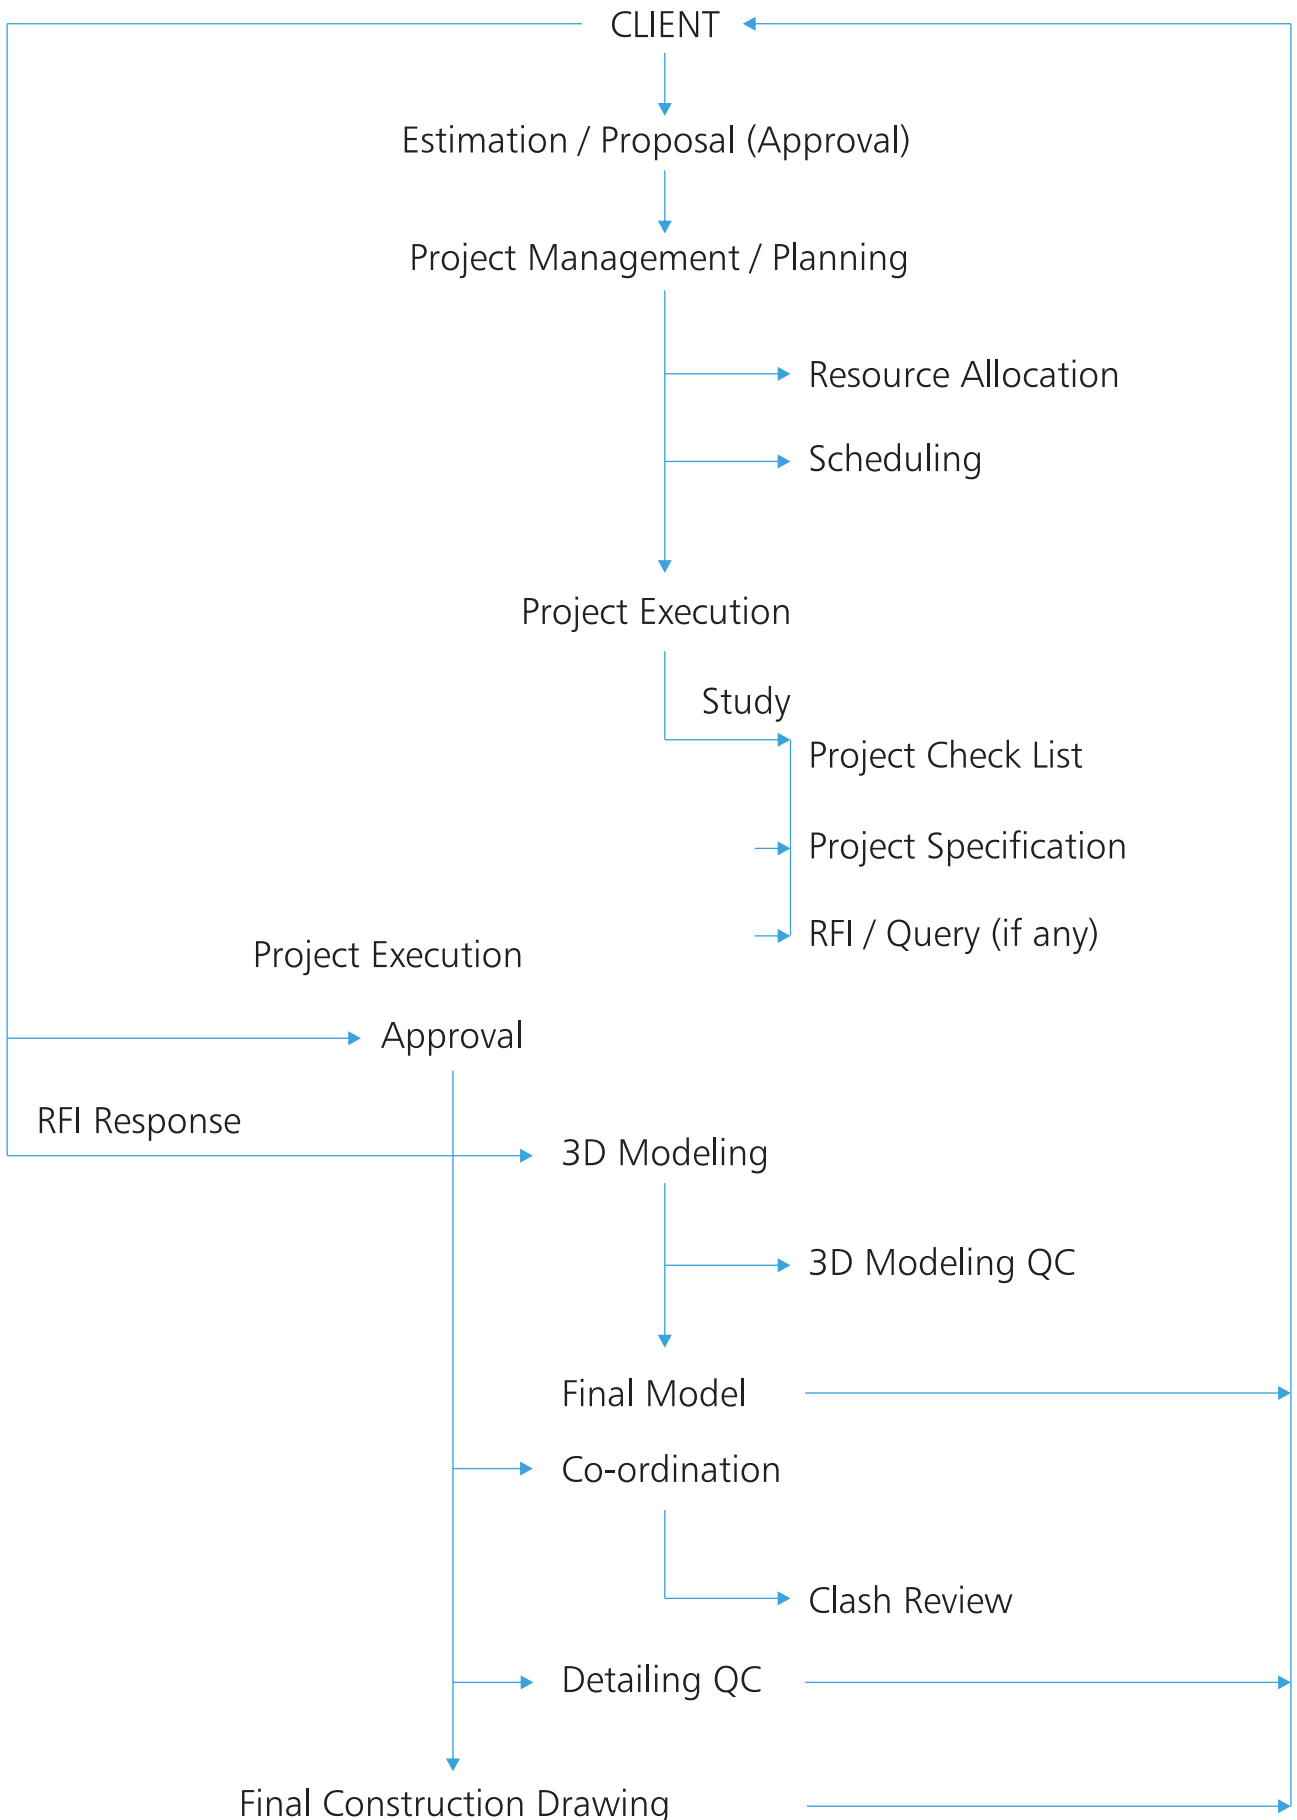 CLIENT
Estimation / Proposal (Approval)
Project Management / Planning
Resource Allocation
Scheduling
Project Execution
Study
Project Check List
Project Specification
RFI / Query (if any)
Project Execution
Approval
RFI Response
3D Modeling
3D Modeling QC
Final Model
Co-ordination
Clash Review
Detailing QC
Final Construction Drawing